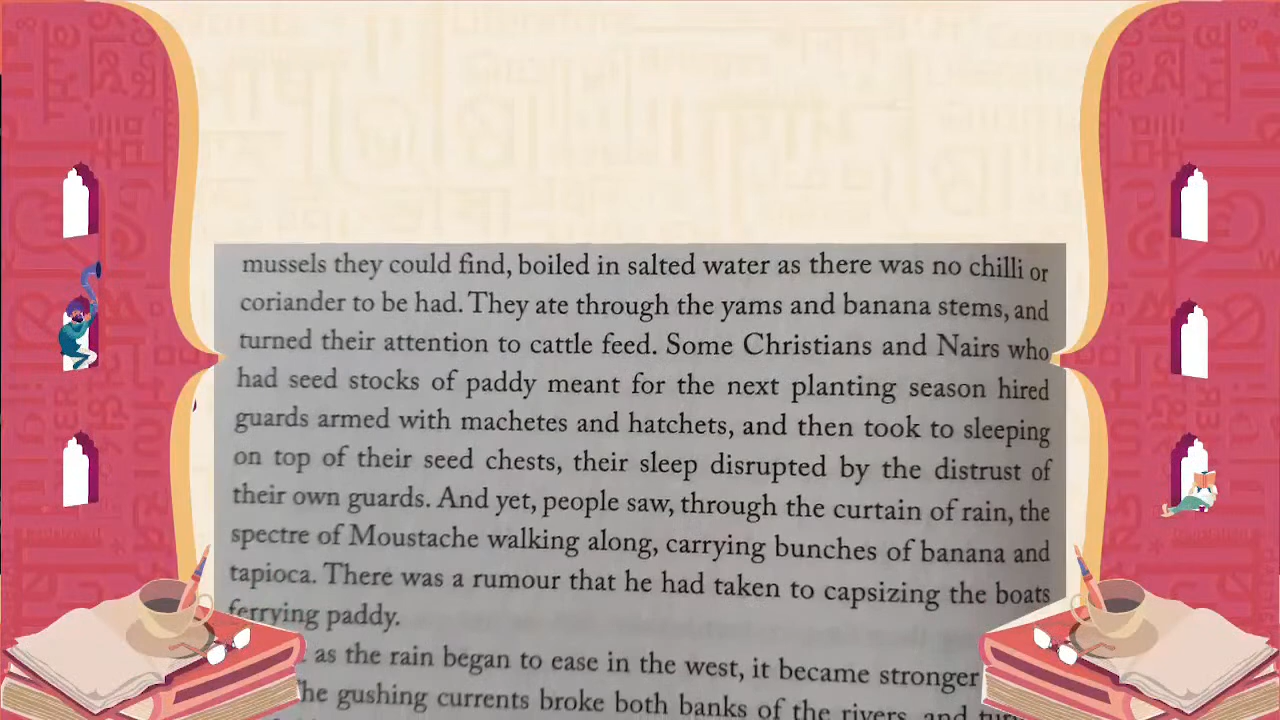 mussels they could find, boiled in salted water as there was no chilli or
coriander to be had. They ate through the yams and banana stems, and
turned their attention to cattle feed. Some Christians and Nairs who
had seed stocks of paddy meant for the next planting season hired
guards armed with machetes and hatchets, and then took to sleeping
on top of their seed chests, their sleep disrupted by the distrust of
their own guards. And yet, people saw, through the curtain of rain, the
spectre of Moustache walking along, carrying bunches of banana and
tapioca. There was a rumour that he had taken to capsizing the boats
ferrying paddy.
as the rain began to ease in the west, it became stronger
The gushing currents broke both banks of the rivers, and